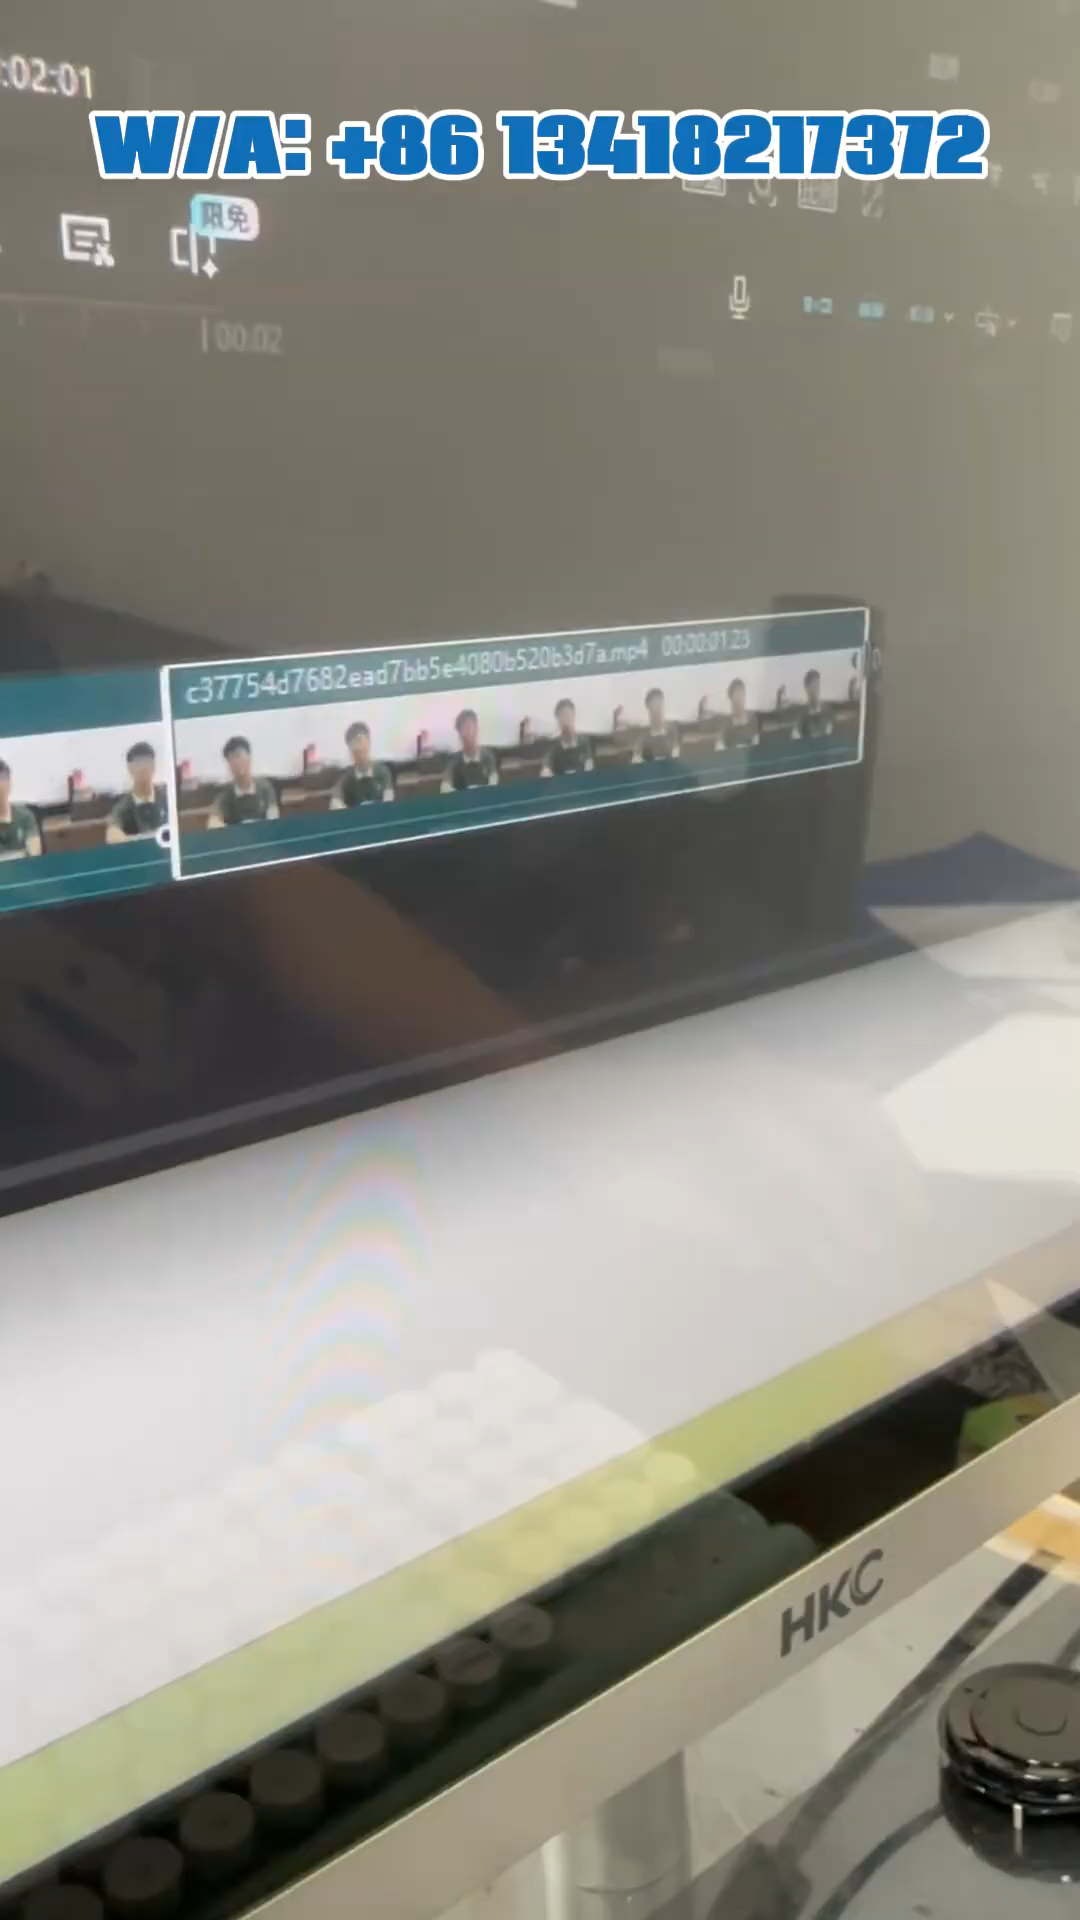 :02:01
W/A: +86 13418217372
限免
00:02
c37754d7682ead7bb5e4080b520b3d7a.mp4 00:00:01:23
HKC